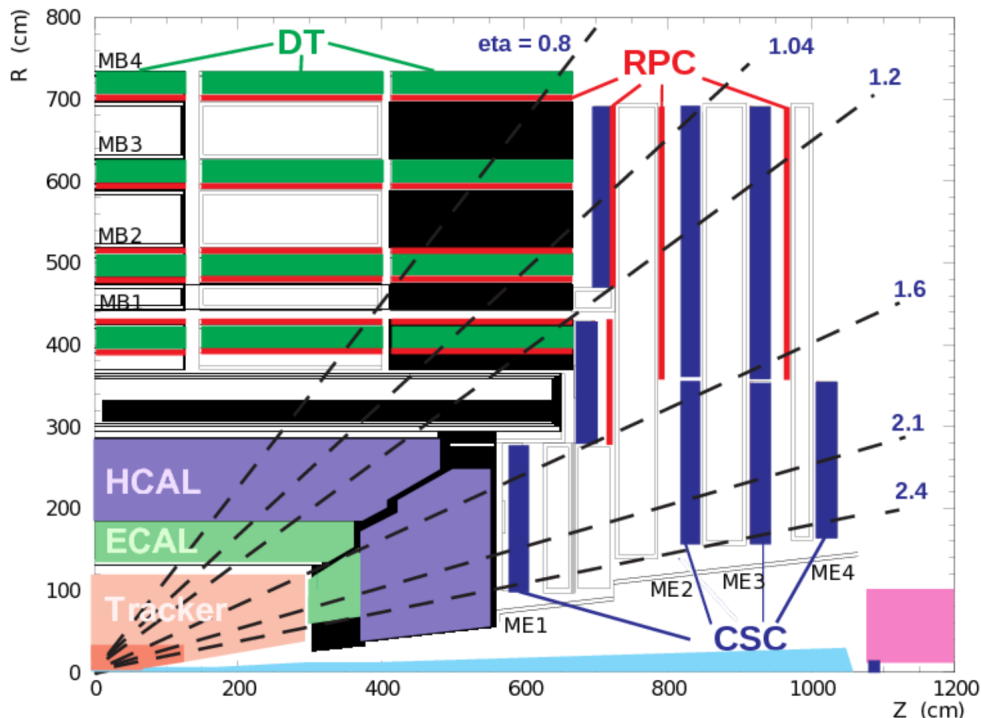 800
R (cm)
DT
eta = 0.8
1.04
MB4
RPC
1.2
700
MB3
600
MB2
500
MB1
1.6
400
300
2.1
HCAL
2.4
200
ECAL
100
Tracker
ME2
ME3
ME4
ME1
CSC
0
0
200
400
600
800
1000
1200
Z (cm)